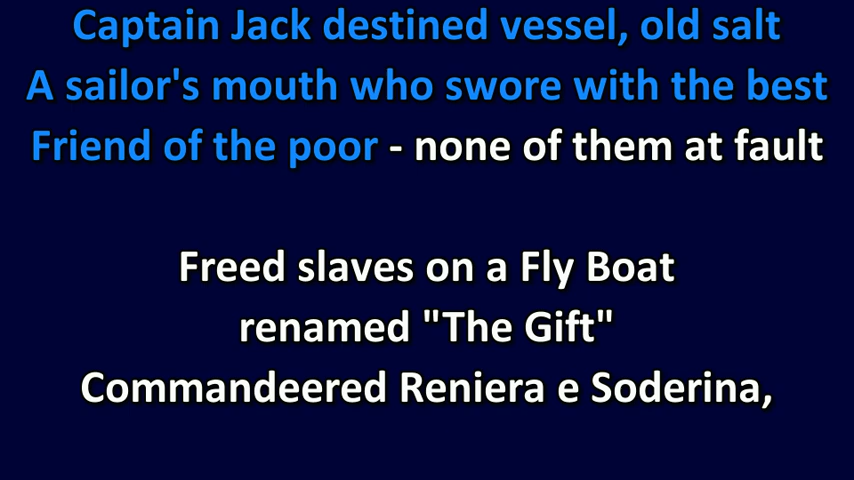 Captain Jack destined vessel, old salt
A sailor's mouth who swore with the best
Friend of the poor - none of them at fault
Freed slaves on a Fly Boat
renamed "The Gift"
Commandeered Reniera e Soderina,